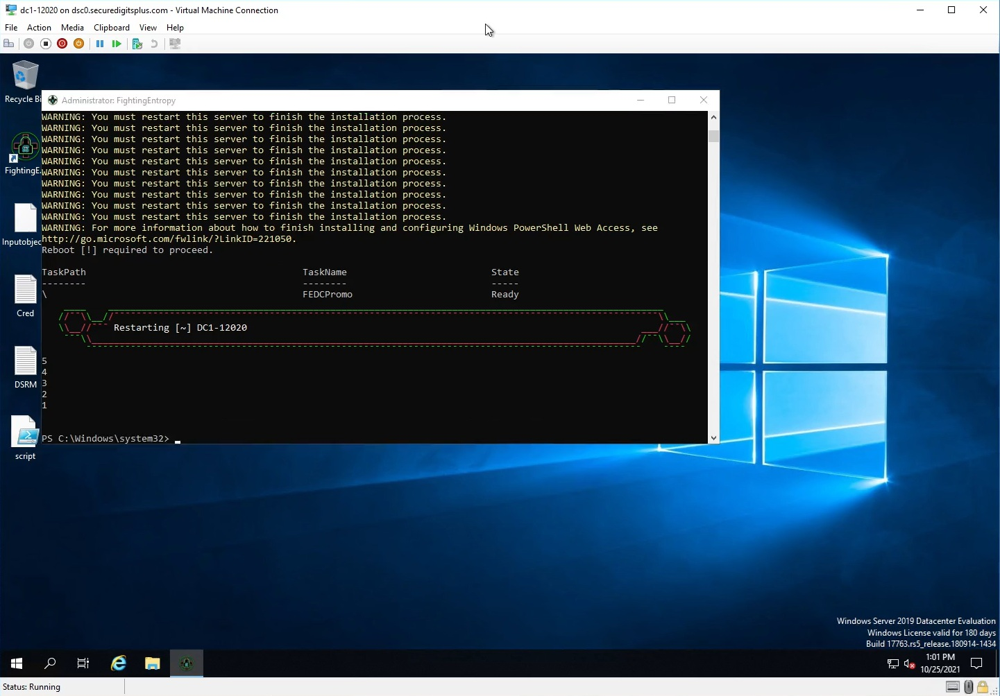 dc1-12020 on dsc0.securedigitsplus.com - Virtual Machine Connection
File Action Media Clipboard View Help
Recycle Bi
Administrator: FightingEntropy
WARNING: You must restart this server to finish the installation process.
WARNING: You must restart this server to finish the installation process.
WARNING: You must restart this server to finish the installation process.
WARNING: You must restart this server to finish the installation process.
WARNING: You must restart this server to finish the installation process.
WARNING: You must restart this server to finish the installation process.
WARNING: You must restart this server to finish the installation process.
WARNING: You must restart this server to finish the installation process.
WARNING: You must restart this server to finish the installation process.
WARNING: You must restart this server to finish the installation process.
WARNING: For more information about how to finish installing and configuring Windows PowerShell Web Access, see
http://go.microsoft.com/fwlink/?LinkID=221050.
Reboot [!] required to proceed.
TaskPath TaskName State
-------- -------- -----
\ FEDCPromo Ready
Restarting [~] DC1-12020
5
4
3
2
1
PS C:\Windows\system32>
FightingE
Inputobjec
Cred
DSRM
script
Windows Server 2019 Datacenter Evaluation
Windows License valid for 180 days
Build 17763.rs5_release.180914-1434
1:01 PM
10/25/2021
Status: Running